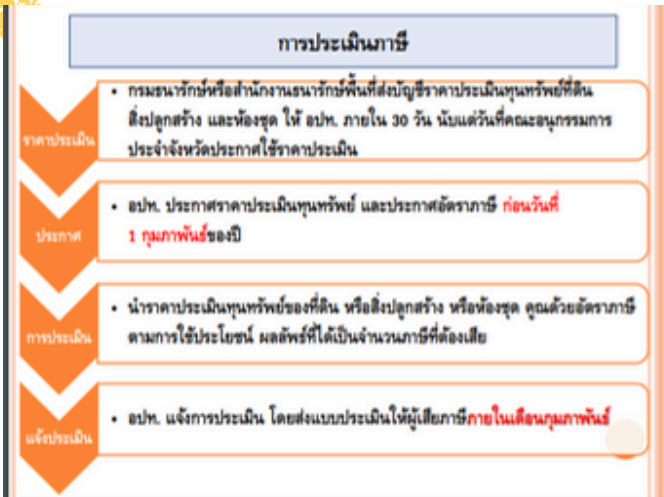 การประเมินภาษี
ราคาประเมิน
• กรมธนารักษ์หรือสำนักงานธนารักษ์พื้นที่ส่งบัญชีราคาประเมินทุนทรัพย์ที่ดิน
สิ่งปลูกสร้าง และห้องชุด ให้ อปท. ภายใน 30 วัน นับแต่วันที่คณะอนุกรรมการ
ประจำจังหวัดประกาศใช้ราคาประเมิน
ประกาศ
• อปท. ประกาศราคาประเมินทุนทรัพย์ และประกาศอัตราภาษี ก่อนวันที่
1 กุมภาพันธ์ของปี
การประเมิน
• นำราคาประเมินทุนทรัพย์ของที่ดิน หรือสิ่งปลูกสร้าง หรือห้องชุด คูณด้วยอัตราภาษี
ตามการใช้ประโยชน์ ผลลัพธ์ที่ได้เป็นจำนวนภาษีที่ต้องเสีย
แจ้งประเมิน
• อปท. แจ้งการประเมิน โดยส่งแบบประเมินให้ผู้เสียภาษีภายในเดือนกุมภาพันธ์